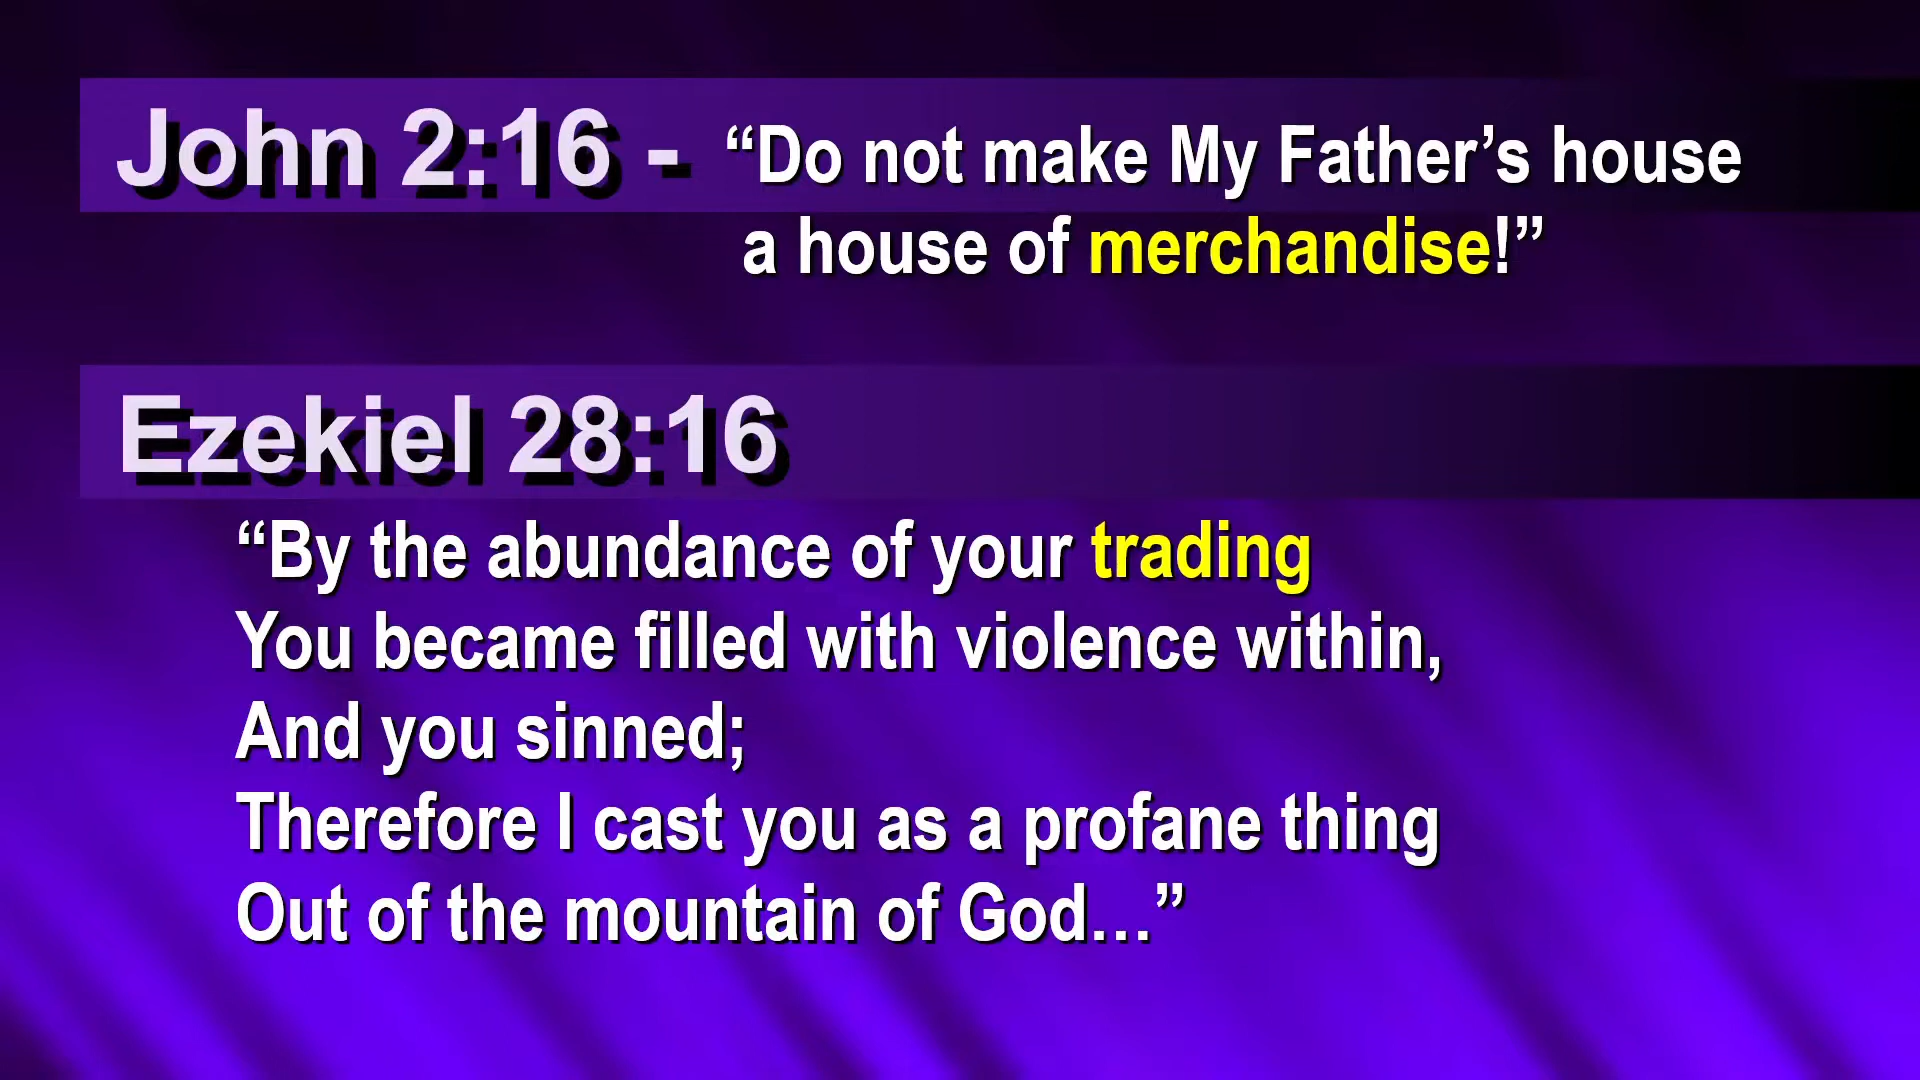 John 2:16 - “Do not make My Father’s house
a house of merchandise!”
Ezekiel 28:16
“By the abundance of your trading
You became filled with violence within,
And you sinned;
Therefore I cast you as a profane thing
Out of the mountain of God…”